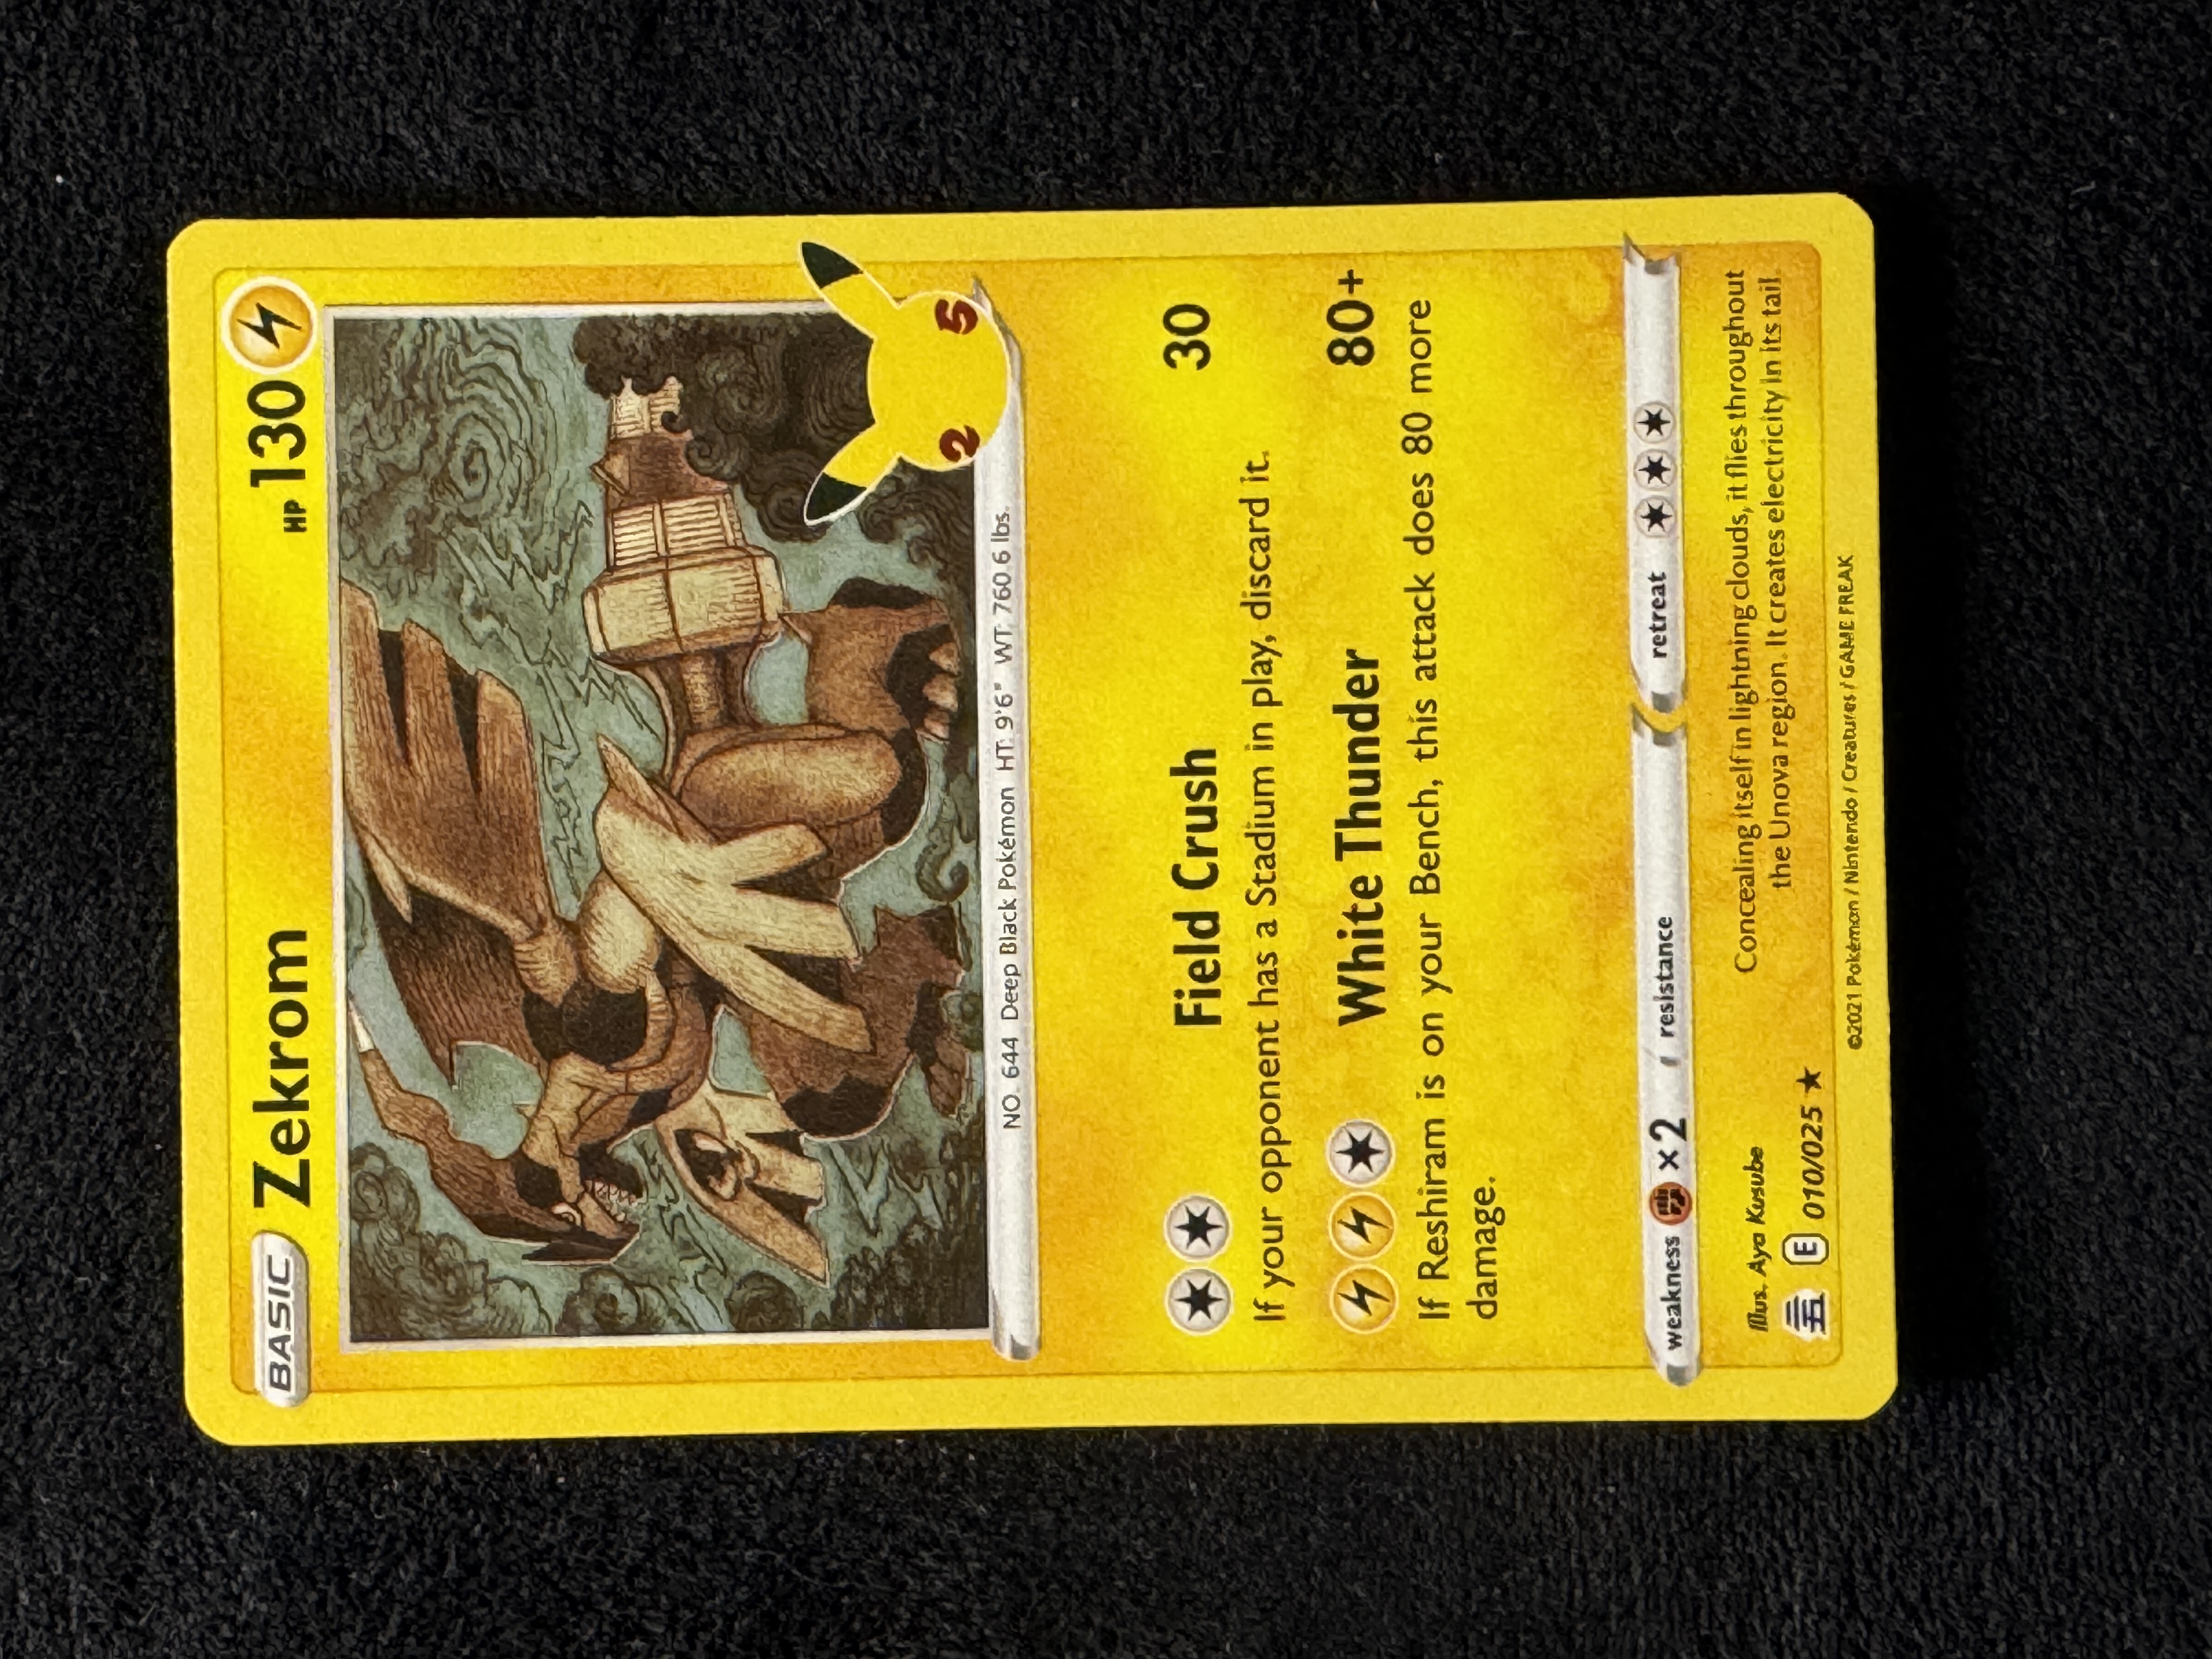 BASIC Zekrom HP 130
25
NO. 644 Deep Black Pokémon HT: 9'6" WT: 760.6 lbs.
Field Crush 30
If your opponent has a Stadium in play, discard it.
White Thunder 80+
If Reshiram is on your Bench, this attack does 80 more
damage.
weakness ×2 resistance retreat
Illus. Aya Kusube
Concealing itself in lightning clouds, it flies throughout
the Unova region. It creates electricity in its tail.
E 010/025 ★
©2021 Pokémon / Nintendo / Creatures / GAME FREAK